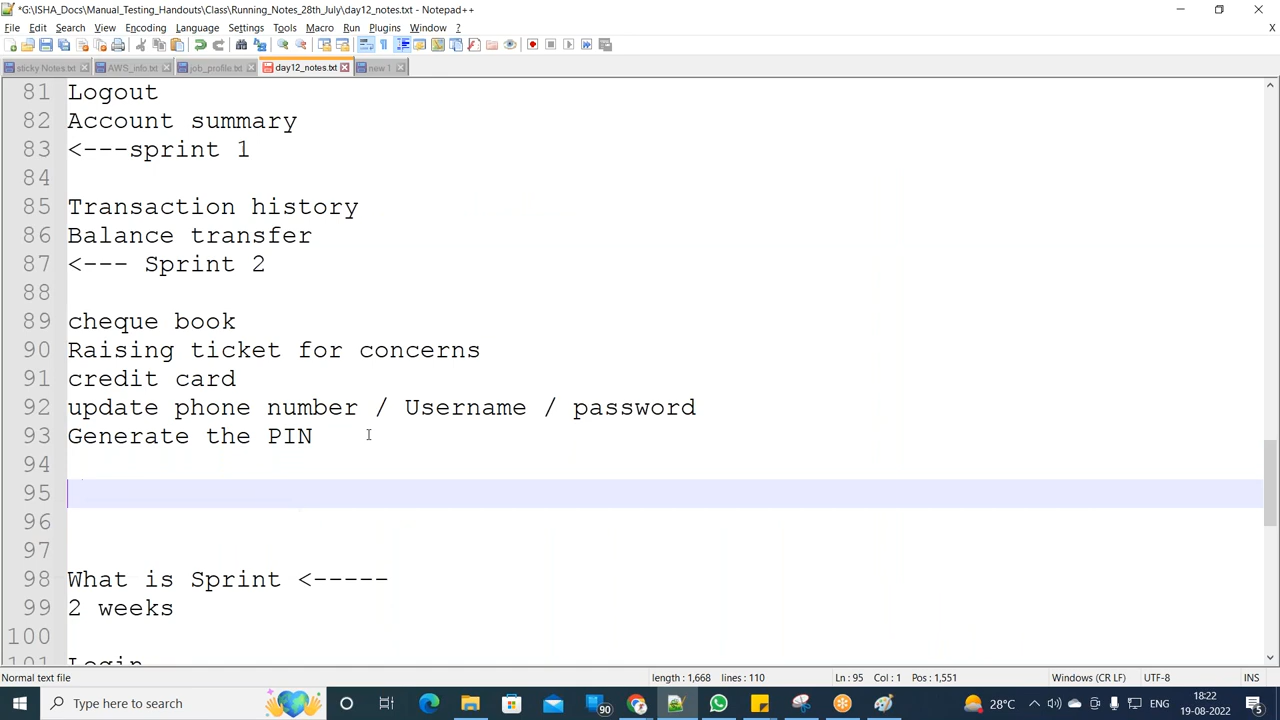 *G:\ISHA_Docs\Manual_Testing_Handouts\Class\Running_Notes_28th_July\day12_notes.txt - Notepad++
File Edit Search View Encoding Language Settings Tools Macro Run Plugins Window ?
X
sticky Notes.txt AWS_info.txt job_profile.txt day12_notes.txt new 1
81 Logout
82 Account summary
83 <---sprint 1
84
85 Transaction history
86 Balance transfer
87 <--- Sprint 2
88
89 cheque book
90 Raising ticket for concerns
91 credit card
92 update phone number / Username / password
93 Generate the PIN
94
95
96
97
98 What is Sprint <-----
99 2 weeks
100
101 Login
Normal text file length : 1,668 lines : 110 Ln : 95 Col : 1 Pos : 1,551 Windows (CR LF) UTF-8 INS
Type here to search 90 28°C ENG 18:22
19-08-2022 5